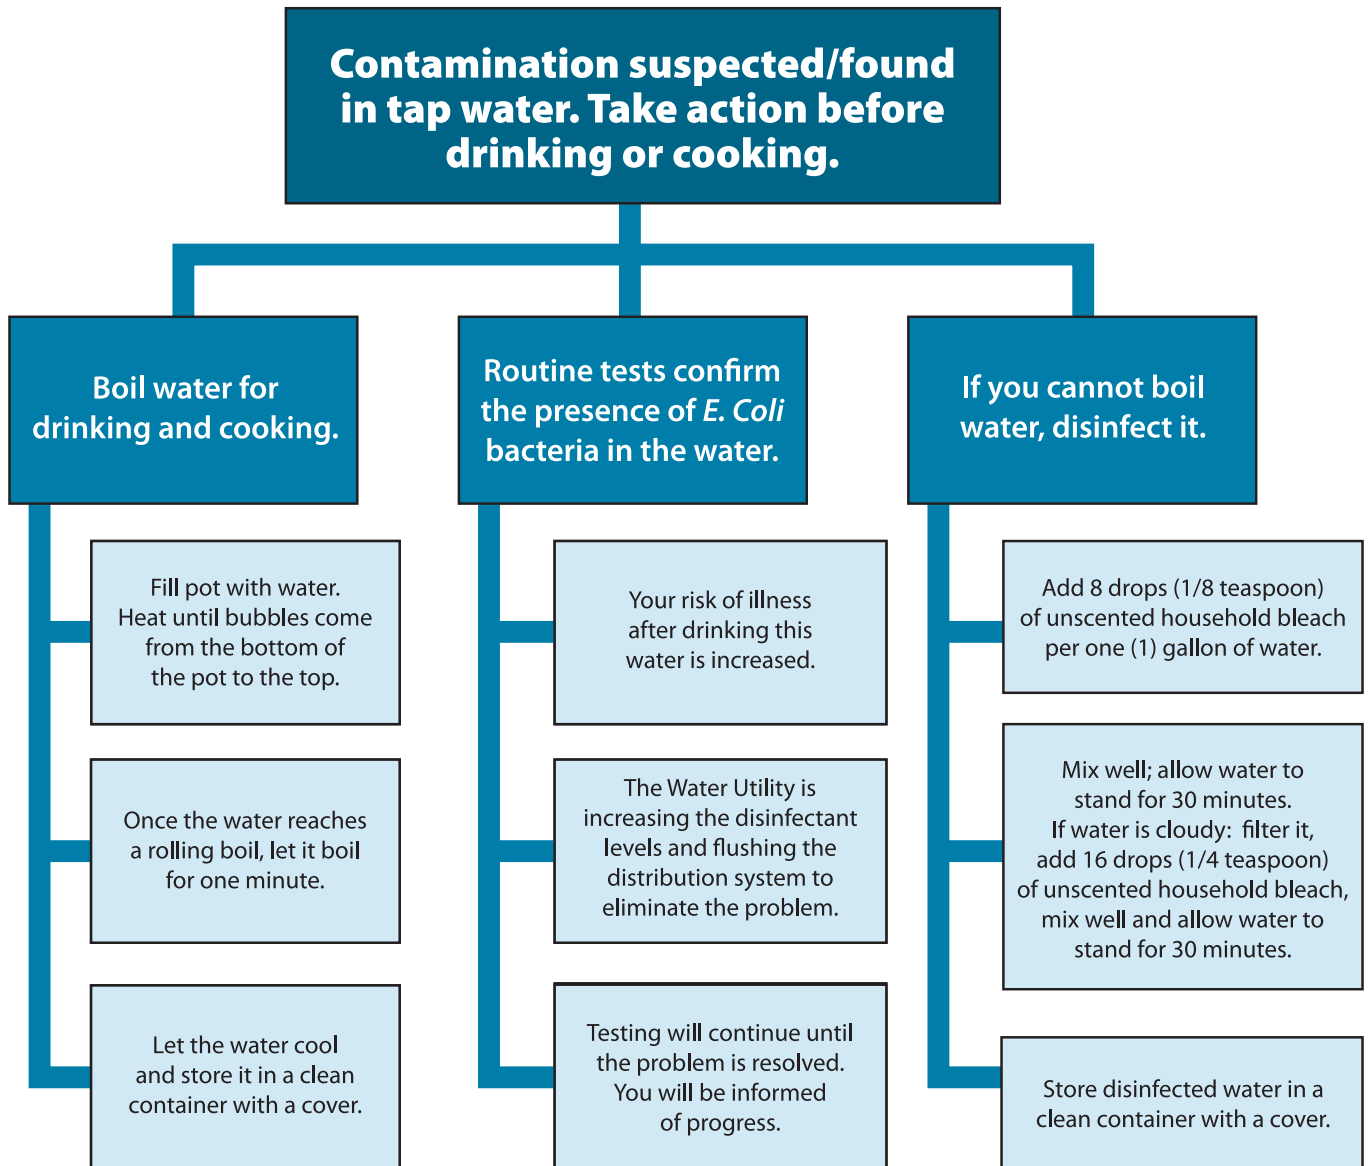 Contamination suspected/found
in tap water. Take action before
drinking or cooking.
Boil water for
drinking and cooking.
Fill pot with water.
Heat until bubbles come
from the bottom of
the pot to the top.
Once the water reaches
a rolling boil, let it boil
for one minute.
Let the water cool
and store it in a clean
container with a cover.
Routine tests confirm
the presence of E. Coli
bacteria in the water.
Your risk of illness
after drinking this
water is increased.
The Water Utility is
increasing the disinfectant
levels and flushing the
distribution system to
eliminate the problem.
Testing will continue until
the problem is resolved.
You will be informed
of progress.
If you cannot boil
water, disinfect it.
Add 8 drops (1/8 teaspoon)
of unscented household bleach
per one (1) gallon of water.
Mix well; allow water to
stand for 30 minutes.
If water is cloudy: filter it,
add 16 drops (1/4 teaspoon)
of unscented household bleach,
mix well and allow water to
stand for 30 minutes.
Store disinfected water in a
clean container with a cover.